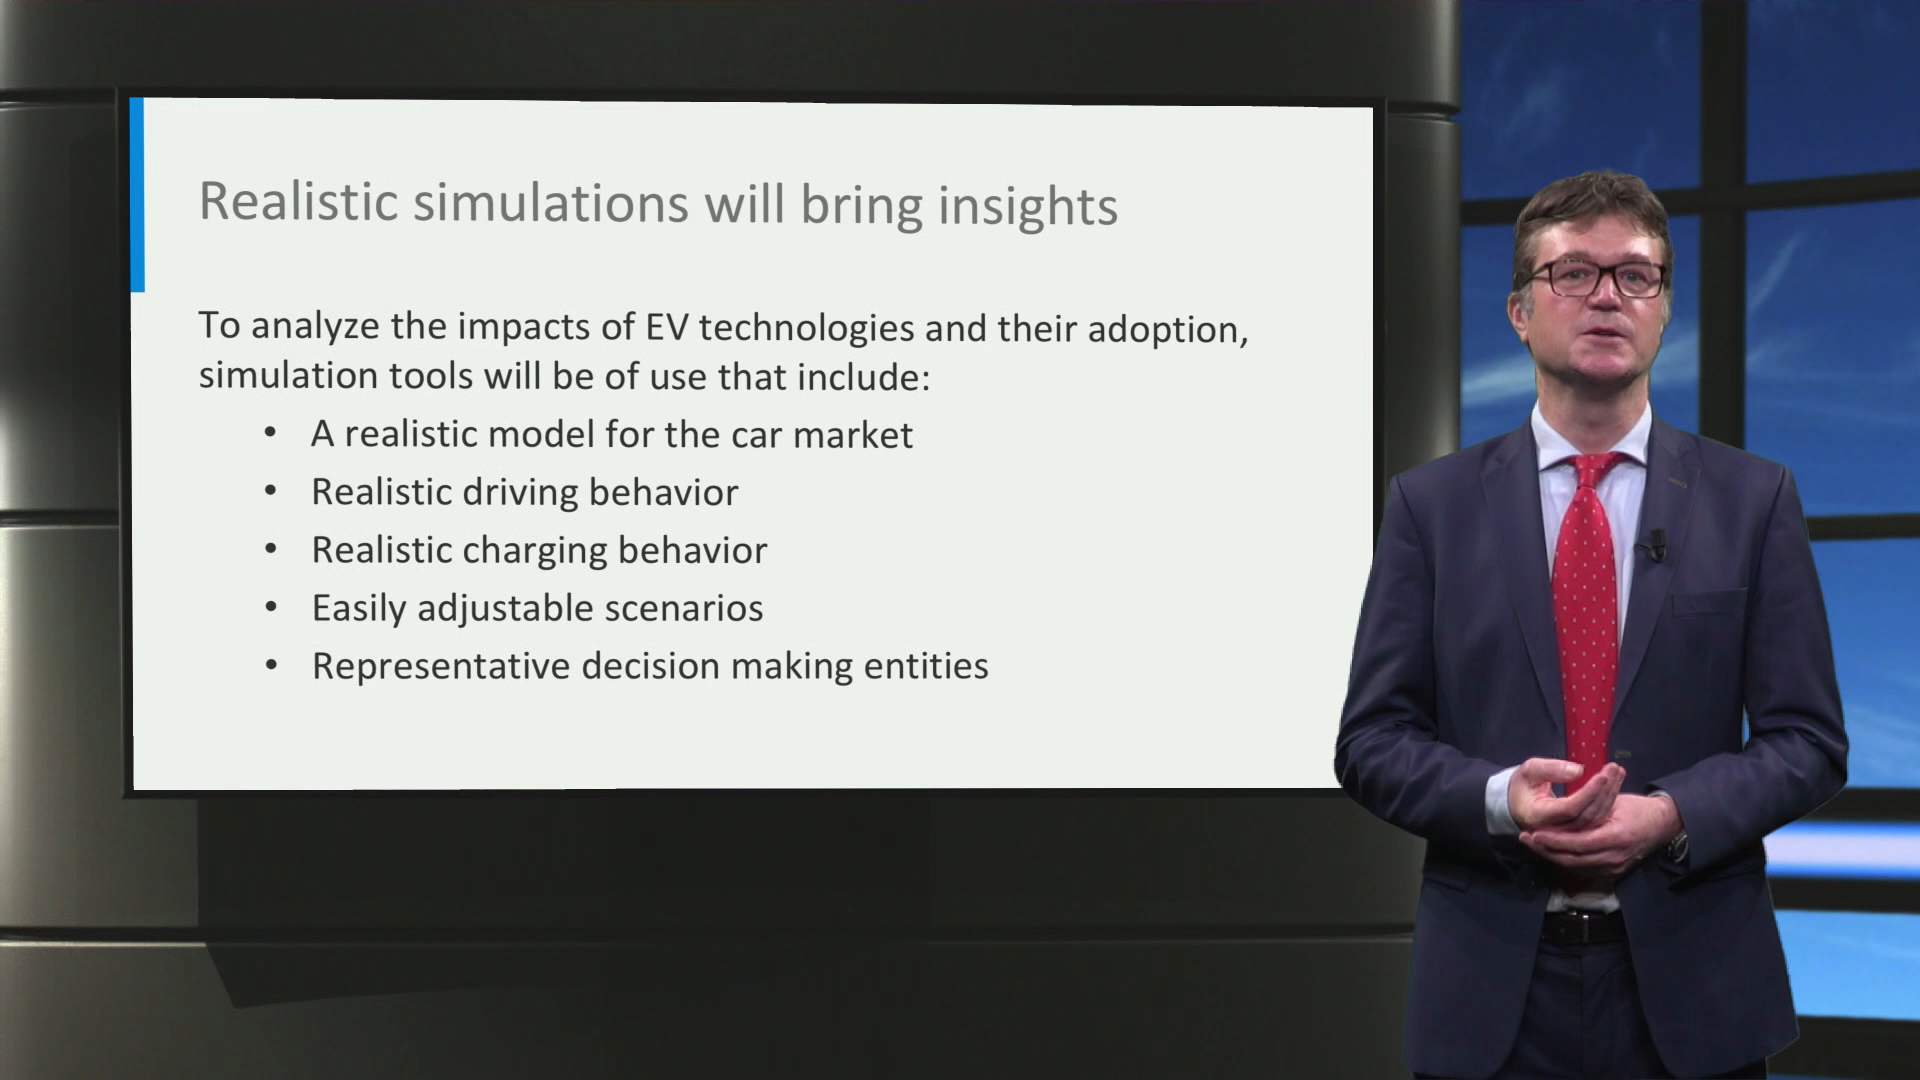 Realistic simulations will bring insights
To analyze the impacts of EV technologies and their adoption,
simulation tools will be of use that include:
• A realistic model for the car market
• Realistic driving behavior
• Realistic charging behavior
• Easily adjustable scenarios
• Representative decision making entities